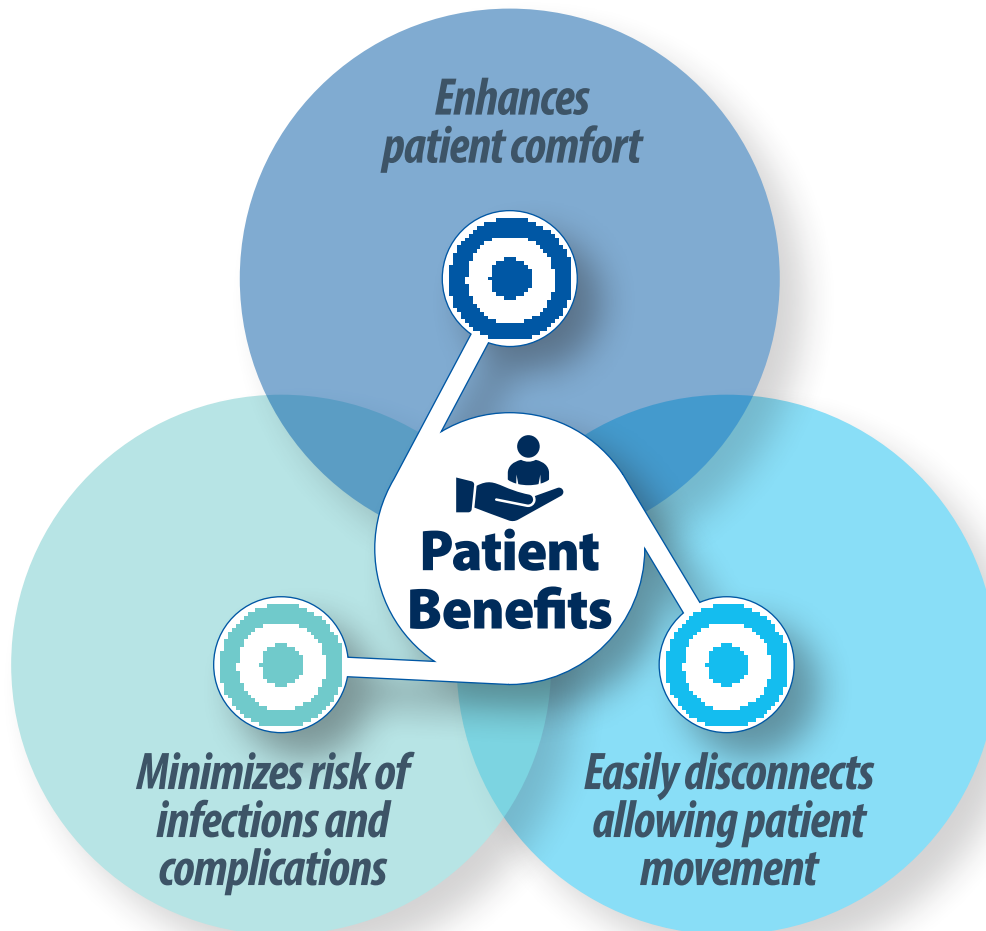 Enhances
patient comfort
Patient
Benefits
Minimizes risk of
infections and
complications
Easily disconnects
allowing patient
movement